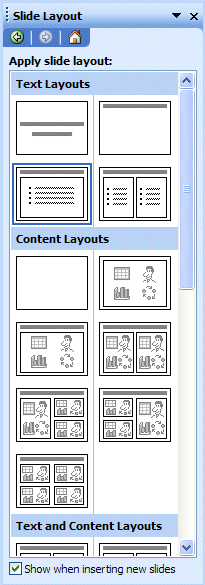 Slide Layout
Apply slide layout:
Text Layouts
Content Layouts
Text and Content Layouts
Show when inserting new slides